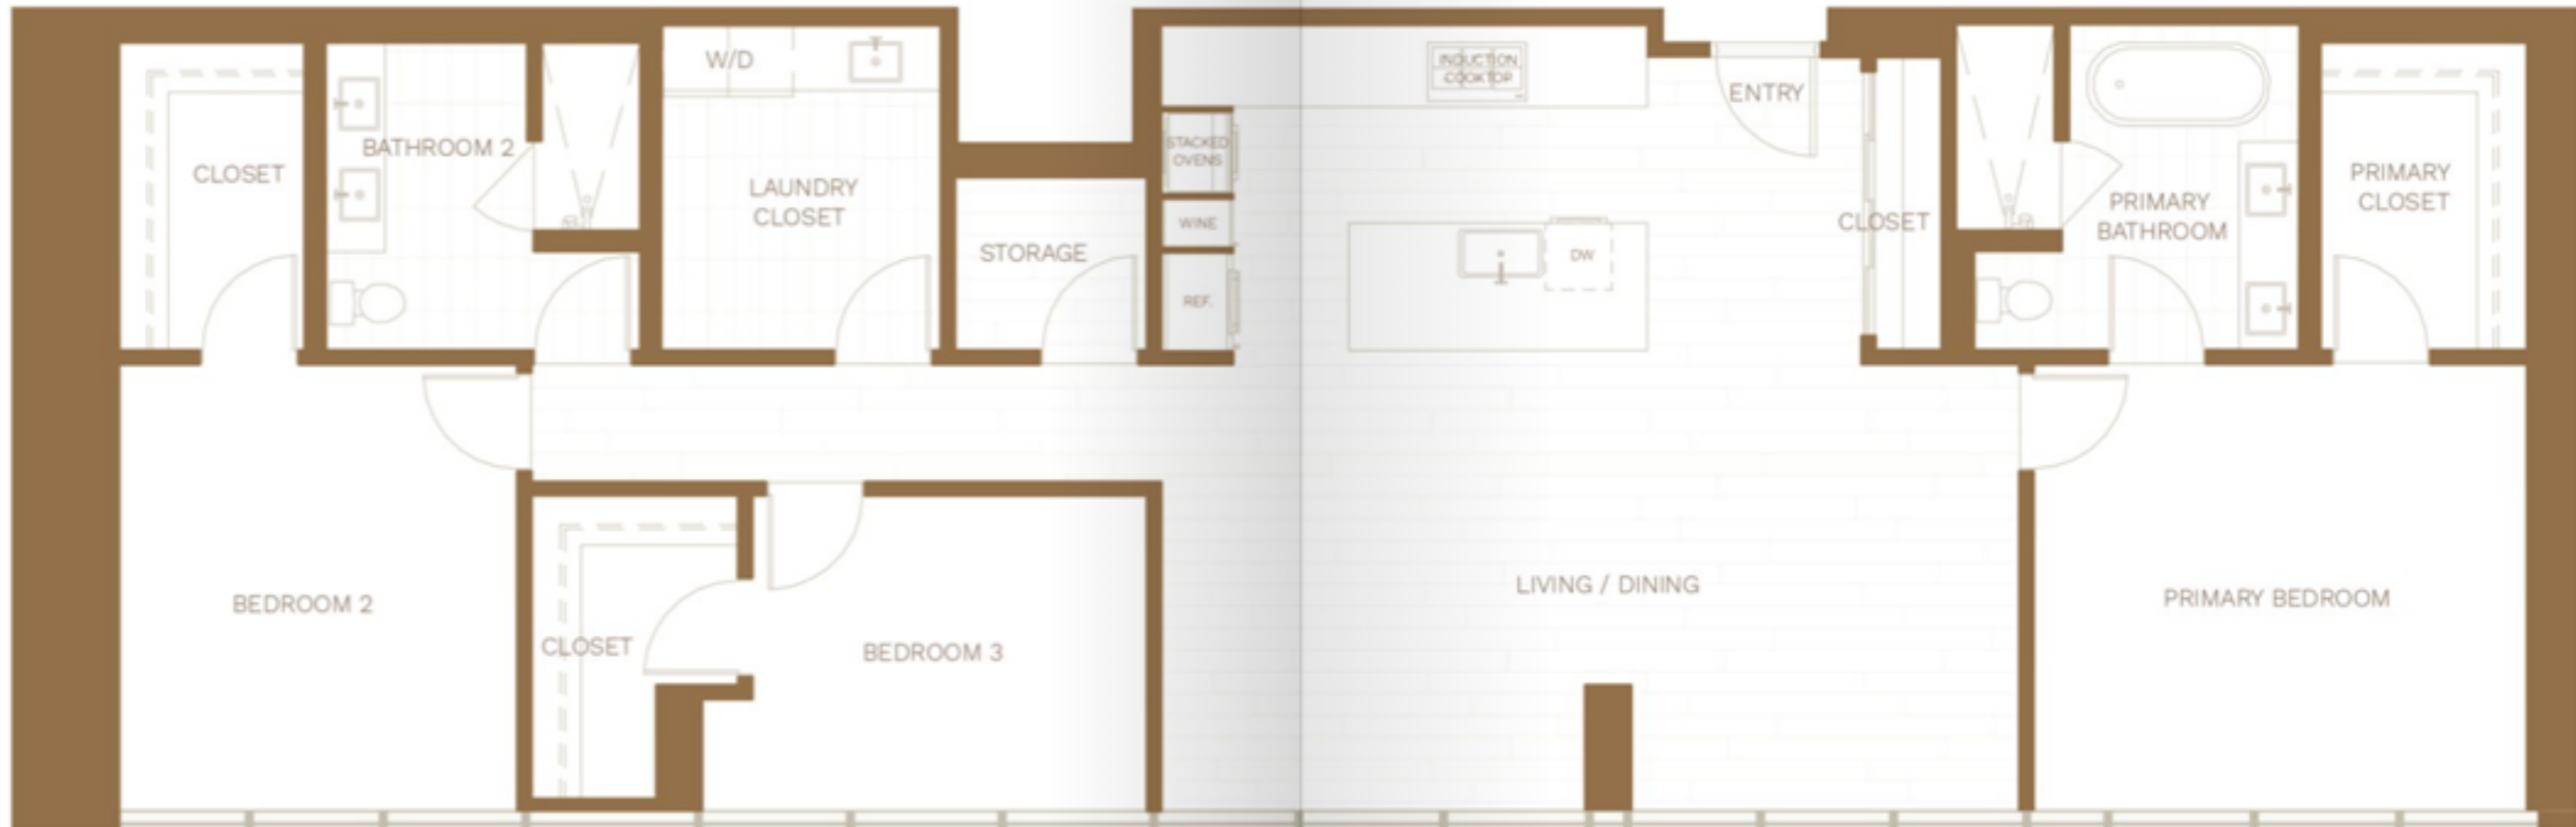 W/D
INDUCTION
COOKTOP
ENTRY
BATHROOM 2
STACKED
OVENS
CLOSET
LAUNDRY
CLOSET
PRIMARY
CLOSET
PRIMARY
BATHROOM
WINE
CLOSET
STORAGE
DW
REF.
LIVING / DINING
BEDROOM 2
PRIMARY BEDROOM
CLOSET
BEDROOM 3